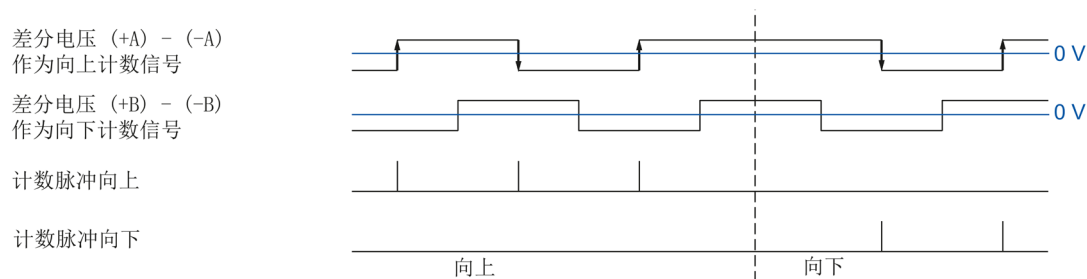 差分电压 (+A) - (-A)
作为向上计数信号
0 V
差分电压 (+B) - (-B)
作为向下计数信号
0 V
计数脉冲向上
计数脉冲向下
向上
向下